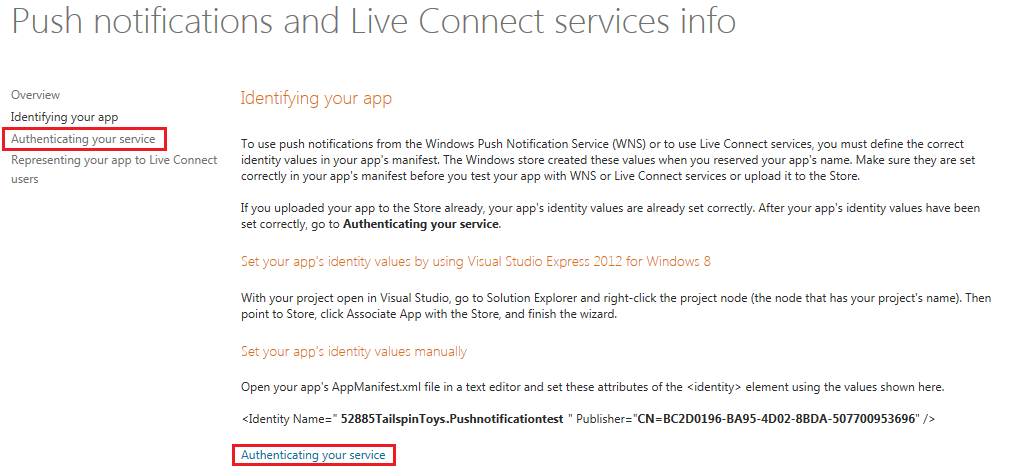 Push notifications and Live Connect services info
Overview
Identifying your app
Authenticating your service
Representing your app to Live Connect
users
Identifying your app
To use push notifications from the Windows Push Notification Service (WNS) or to use Live Connect services, you must define the correct
identity values in your app's manifest. The Windows store created these values when you reserved your app's name. Make sure they are set
correctly in your app's manifest before you test your app with WNS or Live Connect services or upload it to the Store.
If you uploaded your app to the Store already, your app's identity values are already set correctly. After your app's identity values have been
set correctly, go to Authenticating your service.
Set your app's identity values by using Visual Studio Express 2012 for Windows 8
With your project open in Visual Studio, go to Solution Explorer and right-click the project node (the node that has your project's name). Then
point to Store, click Associate App with the Store, and finish the wizard.
Set your app's identity values manually
Open your app's AppManifest.xml file in a text editor and set these attributes of the <identity> element using the values shown here.
<Identity Name=" 52885TailspinToys.Pushnotificationtest " Publisher="CN=BC2D0196-BA95-4D02-8BDA-507700953696" />
Authenticating your service